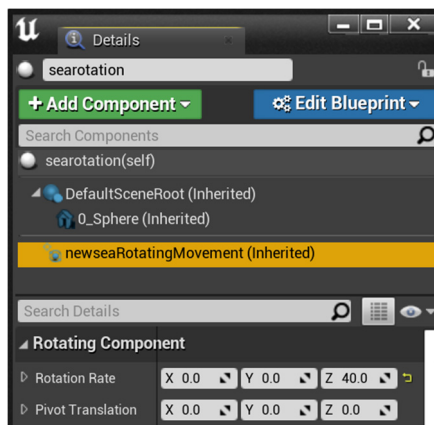 Details
searotation
+ Add Component
Edit Blueprint
Search Components
searotation(self)
DefaultSceneRoot (Inherited)
0_Sphere (Inherited)
newseaRotatingMovement (Inherited)
Search Details
Rotating Component
Rotation Rate X 0.0 Y 0.0 Z 40.0
Pivot Translation X 0.0 Y 0.0 Z 0.0